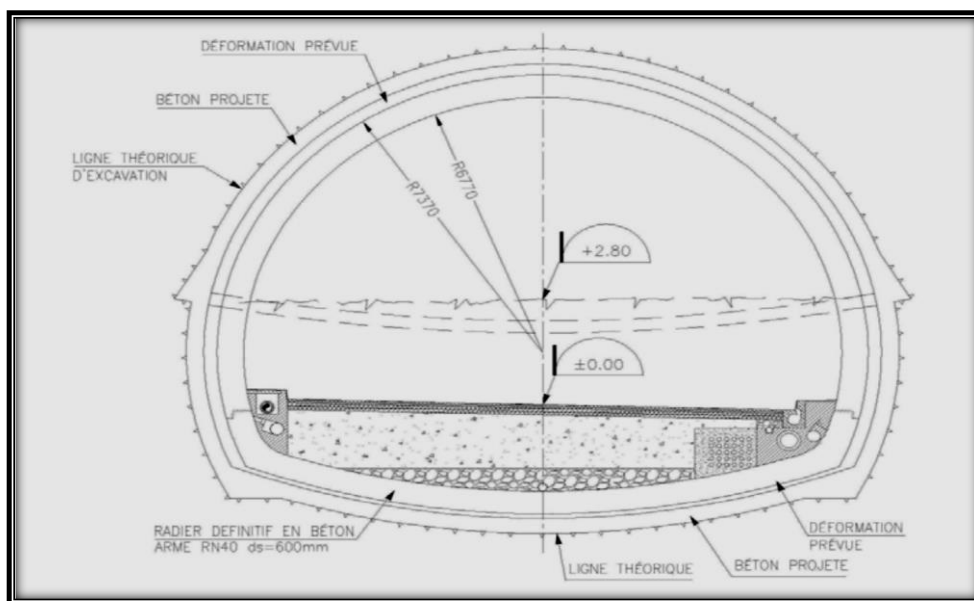 DÉFORMATION PRÉVUE
BÉTON PROJETE
LIGNE THÉORIQUE
D'EXCAVATION
R7370
R6770
+2.80
±0.00
RADIER DEFINITIF EN BÉTON
ARME RN40 ds=600mm
LIGNE THÉORIQUE
BÉTON PROJETE
DÉFORMATION
PRÉVUE